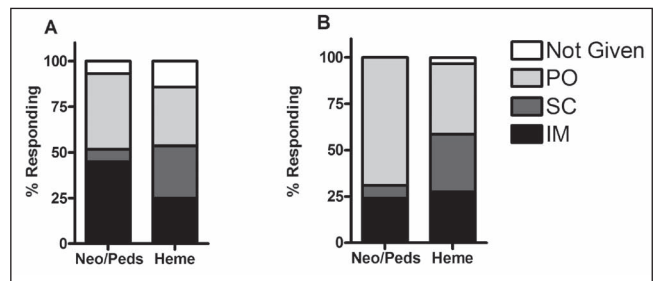 A
% Responding
100
75
50
25
0
Neo/Peds Heme
B
% Responding
100
75
50
25
0
Neo/Peds Heme
Not Given
PO
SC
IM